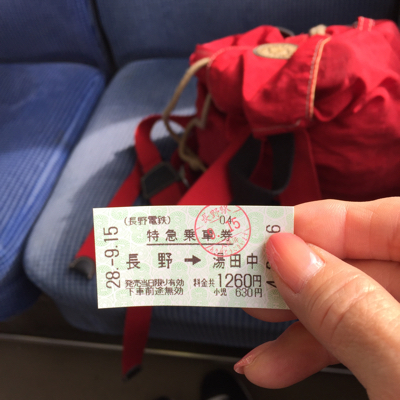 (長野電鉄) 04
特急乗車券
長野→湯田中
発売当日限り有効 料金共1260円
下車前途無効 小児 630円
28.-9.15